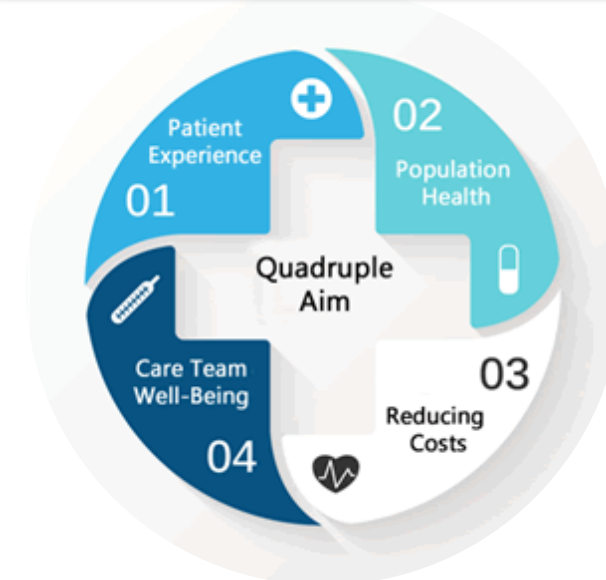 Patient
Experience
01
02
Population
Health
Quadruple
Aim
03
Reducing
Costs
Care Team
Well-Being
04